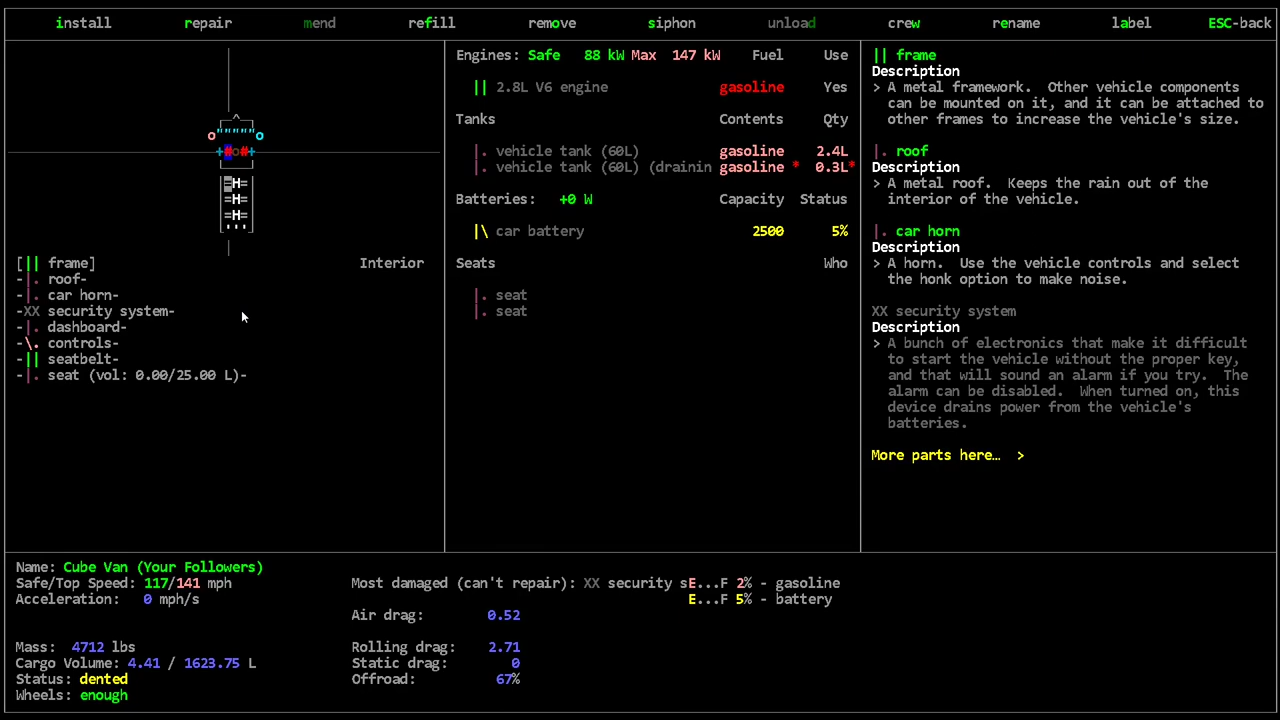 install repair mend refill remove siphon unload crew rename label ESC-back
Engines: Safe 88 kW Max 147 kW Fuel Use
|| 2.8L V6 engine gasoline Yes
Tanks Contents Qty
|. vehicle tank (60L) gasoline 2.4L
|. vehicle tank (60L) (drainin gasoline * 0.3L*
Batteries: +0 W Capacity Status
|\ car battery 2500 5%
Seats Who
|. seat
|. seat
[|| frame] Interior
-|. roof-
-|. car horn-
-XX security system-
-|. dashboard-
-\. controls-
-|| seatbelt-
-|. seat (vol: 0.00/25.00 L)-
|| frame
Description
> A metal framework. Other vehicle components
can be mounted on it, and it can be attached to
other frames to increase the vehicle's size.
|. roof
Description
> A metal roof. Keeps the rain out of the
interior of the vehicle.
|. car horn
Description
> A horn. Use the vehicle controls and select
the honk option to make noise.
XX security system
Description
> A bunch of electronics that make it difficult
to start the vehicle without the proper key,
and that will sound an alarm if you try. The
alarm can be disabled. When turned on, this
device drains power from the vehicle's
batteries.
More parts here… >
Name: Cube Van (Your Followers)
Safe/Top Speed: 117/141 mph
Acceleration: 0 mph/s
Mass: 4712 lbs
Cargo Volume: 4.41 / 1623.75 L
Status: dented
Wheels: enough
Most damaged (can't repair): XX security sE...F 2% - gasoline
E...F 5% - battery
Air drag: 0.52
Rolling drag: 2.71
Static drag: 0
Offroad: 67%